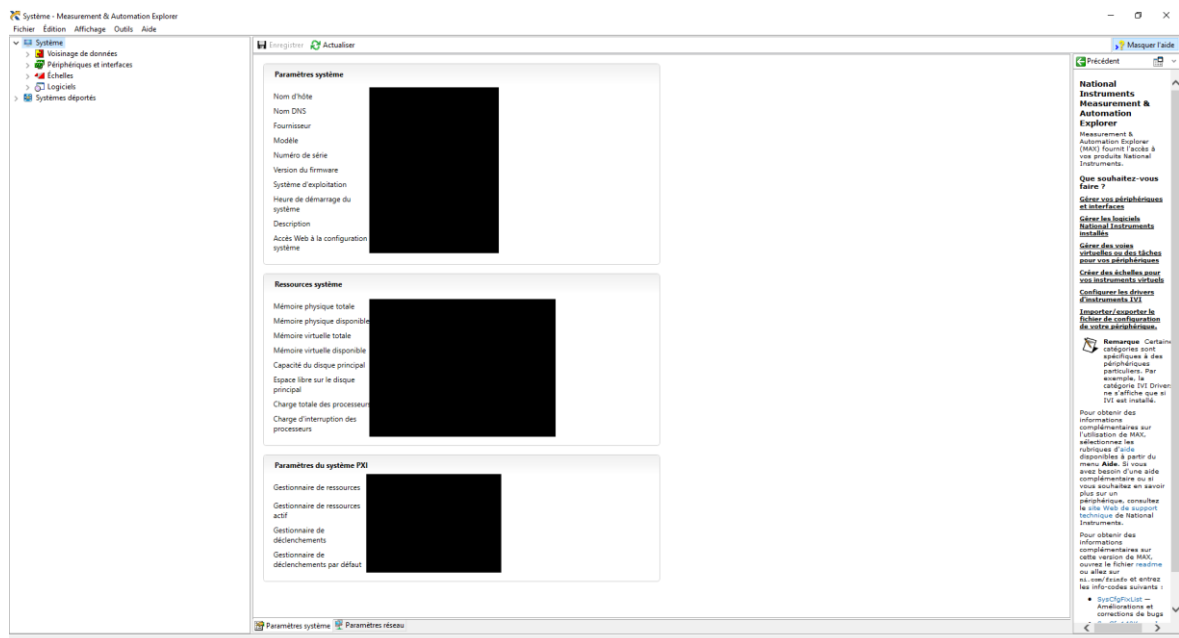 Système - Measurement & Automation Explorer
Fichier Édition Affichage Outils Aide
Système
Voisinage de données
Périphériques et interfaces
Échelles
Logiciels
Systèmes déportés
Enregistrer Actualiser
Masquer l'aide
Paramètres système
Nom d'hôte
Nom DNS
Fournisseur
Modèle
Numéro de série
Version du firmware
Système d'exploitation
Heure de démarrage du
système
Description
Accès Web à la configuration
système
Ressources système
Mémoire physique totale
Mémoire physique disponible
Mémoire virtuelle totale
Mémoire virtuelle disponible
Capacité du disque principal
Espace libre sur le disque
principal
Charge totale des processeurs
Charge d'interruption des
processeurs
Paramètres du système PXI
Gestionnaire de ressources
Gestionnaire de ressources
actif
Gestionnaire de
déclenchements
Gestionnaire de
déclenchements par défaut
Paramètres système Paramètres réseau
Précédent
National
Instruments
Measurement &
Automation
Explorer
Measurement &
Automation Explorer
(MAX) fournit l'accès à
vos produits National
Instruments.
Que souhaitez-vous
faire ?
Gérer vos périphériques
et interfaces
Gérer les logiciels
National Instruments
installés
Gérer des voies
virtuelles ou des tâches
pour vos périphériques
Créer des échelles pour
vos instruments virtuels
Configurer les drivers
d'instruments IVI
Importer/exporter le
fichier de configuration
de votre périphérique.
Remarque Certaine
catégories sont
spécifiques à des
périphériques
particuliers. Par
exemple, la
catégorie IVI Driver
ne s'affiche que si
IVI est installé.
Pour obtenir des
informations
complémentaires sur
l'utilisation de MAX,
sélectionnez les
rubriques d'aide
disponibles à partir du
menu Aide. Si vous
avez besoin d'une aide
complémentaire ou si
vous souhaitez en savoir
plus sur un
périphérique, consultez
le site Web de support
technique de National
Instruments.
Pour obtenir des
informations
complémentaires sur
cette version de MAX,
ouvrez le fichier readme
ou allez sur
ni.com/frinfo et entrez
les info-codes suivants :
SysCfgFixList —
Améliorations et
corrections de bugs